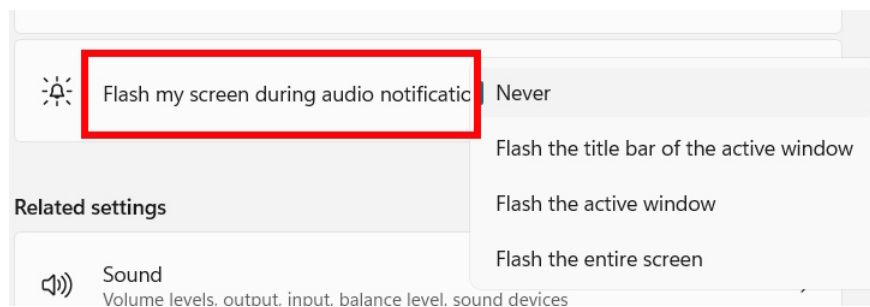 Flash my screen during audio notificatio
Never
Flash the title bar of the active window
Flash the active window
Flash the entire screen
Related settings
Sound
Volume levels, output, input, balance level, sound devices